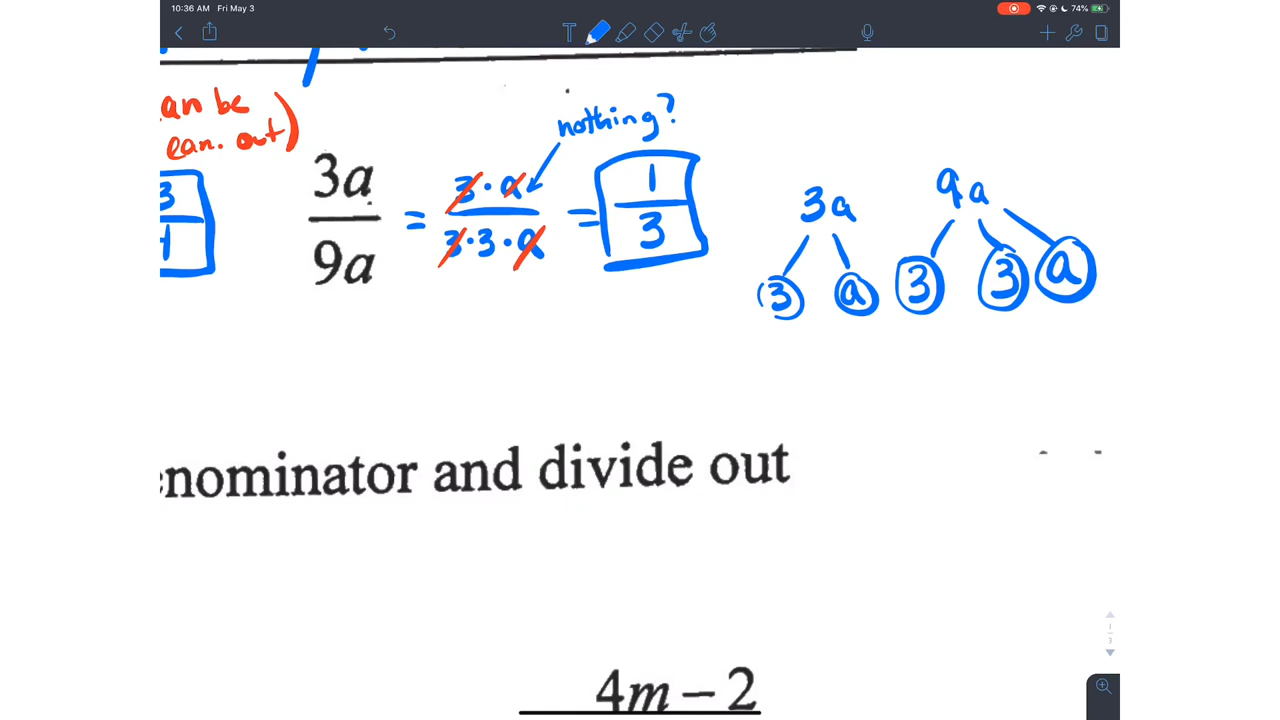 10:36 AM Fri May 3
74%
an be
ean. out)
nothing?
3a/9a = 3·a/3·3·a = 1/3
3a
9a
3 a 3 3 a
nominator and divide out
1
3
4m – 2